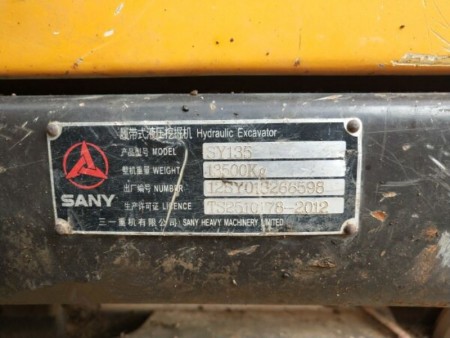 履带式液压挖掘机 Hydraulic Excavator
产品型号 MODEL SY135
整机重量 WEIGHT 13500Kg
出厂编号 NUMBER
生产许可证 LICENCE TS2510178-2012
SANY
三一重机有限公司 SANY HEAVY MACHINERY LIMITED